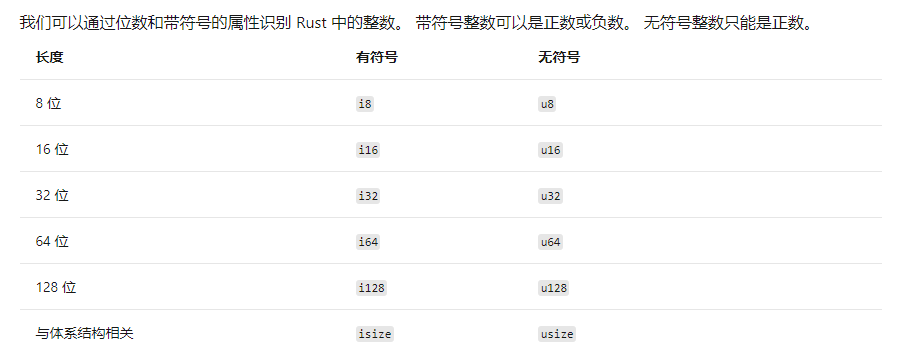 我们可以通过位数和带符号的属性识别 Rust 中的整数。 带符号整数可以是正数或负数。 无符号整数只能是正数。
长度 有符号 无符号
8 位 i8 u8
16 位 i16 u16
32 位 i32 u32
64 位 i64 u64
128 位 i128 u128
与体系结构相关 isize usize